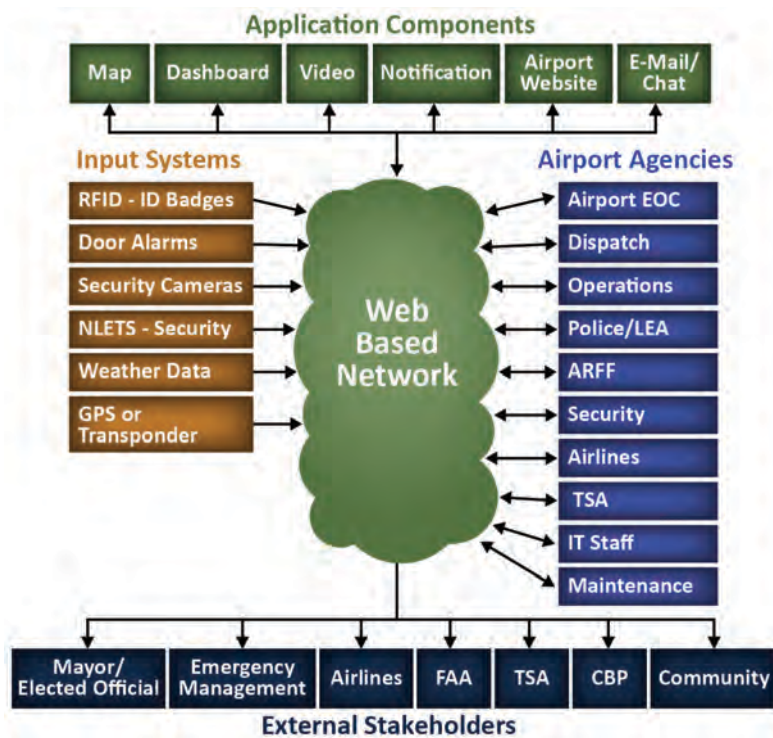 Application Components
Map
Dashboard
Video
Notification
Airport
Website
E-Mail/
Chat
Input Systems
RFID - ID Badges
Door Alarms
Security Cameras
NLETS - Security
Weather Data
GPS or
Transponder
Web
Based
Network
Airport Agencies
Airport EOC
Dispatch
Operations
Police/LEA
ARFF
Security
Airlines
TSA
IT Staff
Maintenance
Mayor/
Elected Official
Emergency
Management
Airlines
FAA
TSA
CBP
Community
External Stakeholders